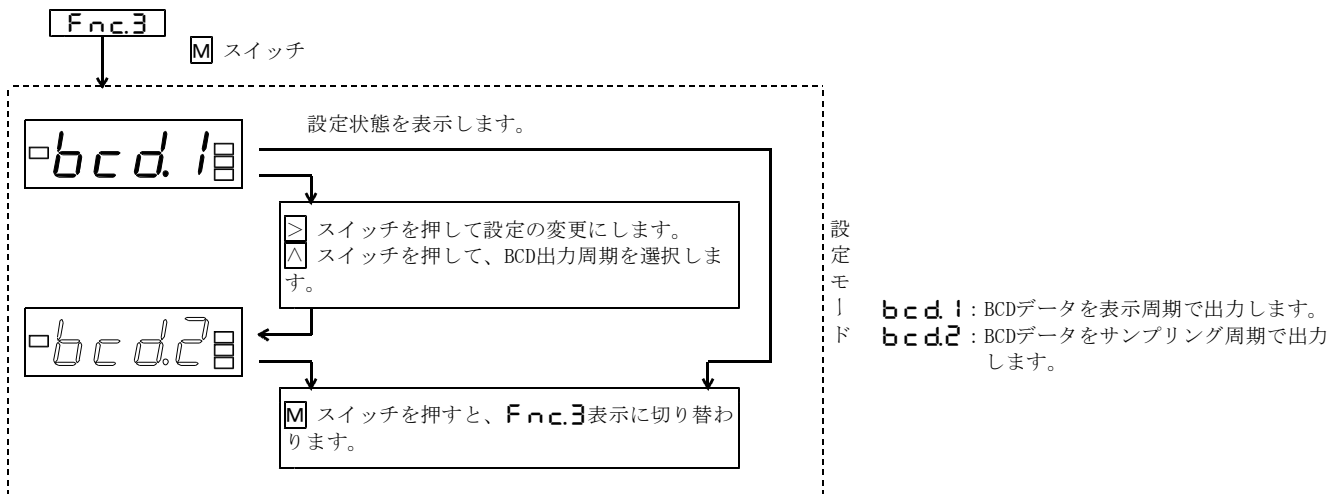 Fnc.3
M スイッチ
設定状態を表示します。
-bcd.1
> スイッチを押して設定の変更にします。
∧ スイッチを押して、BCD出力周期を選択しま
す。
設定モード
-bcd.2
bcd.1：BCDデータを表示周期で出力します。
bcd.2：BCDデータをサンプリング周期で出力
します。
M スイッチを押すと、Fnc.3表示に切り替わ
ります。